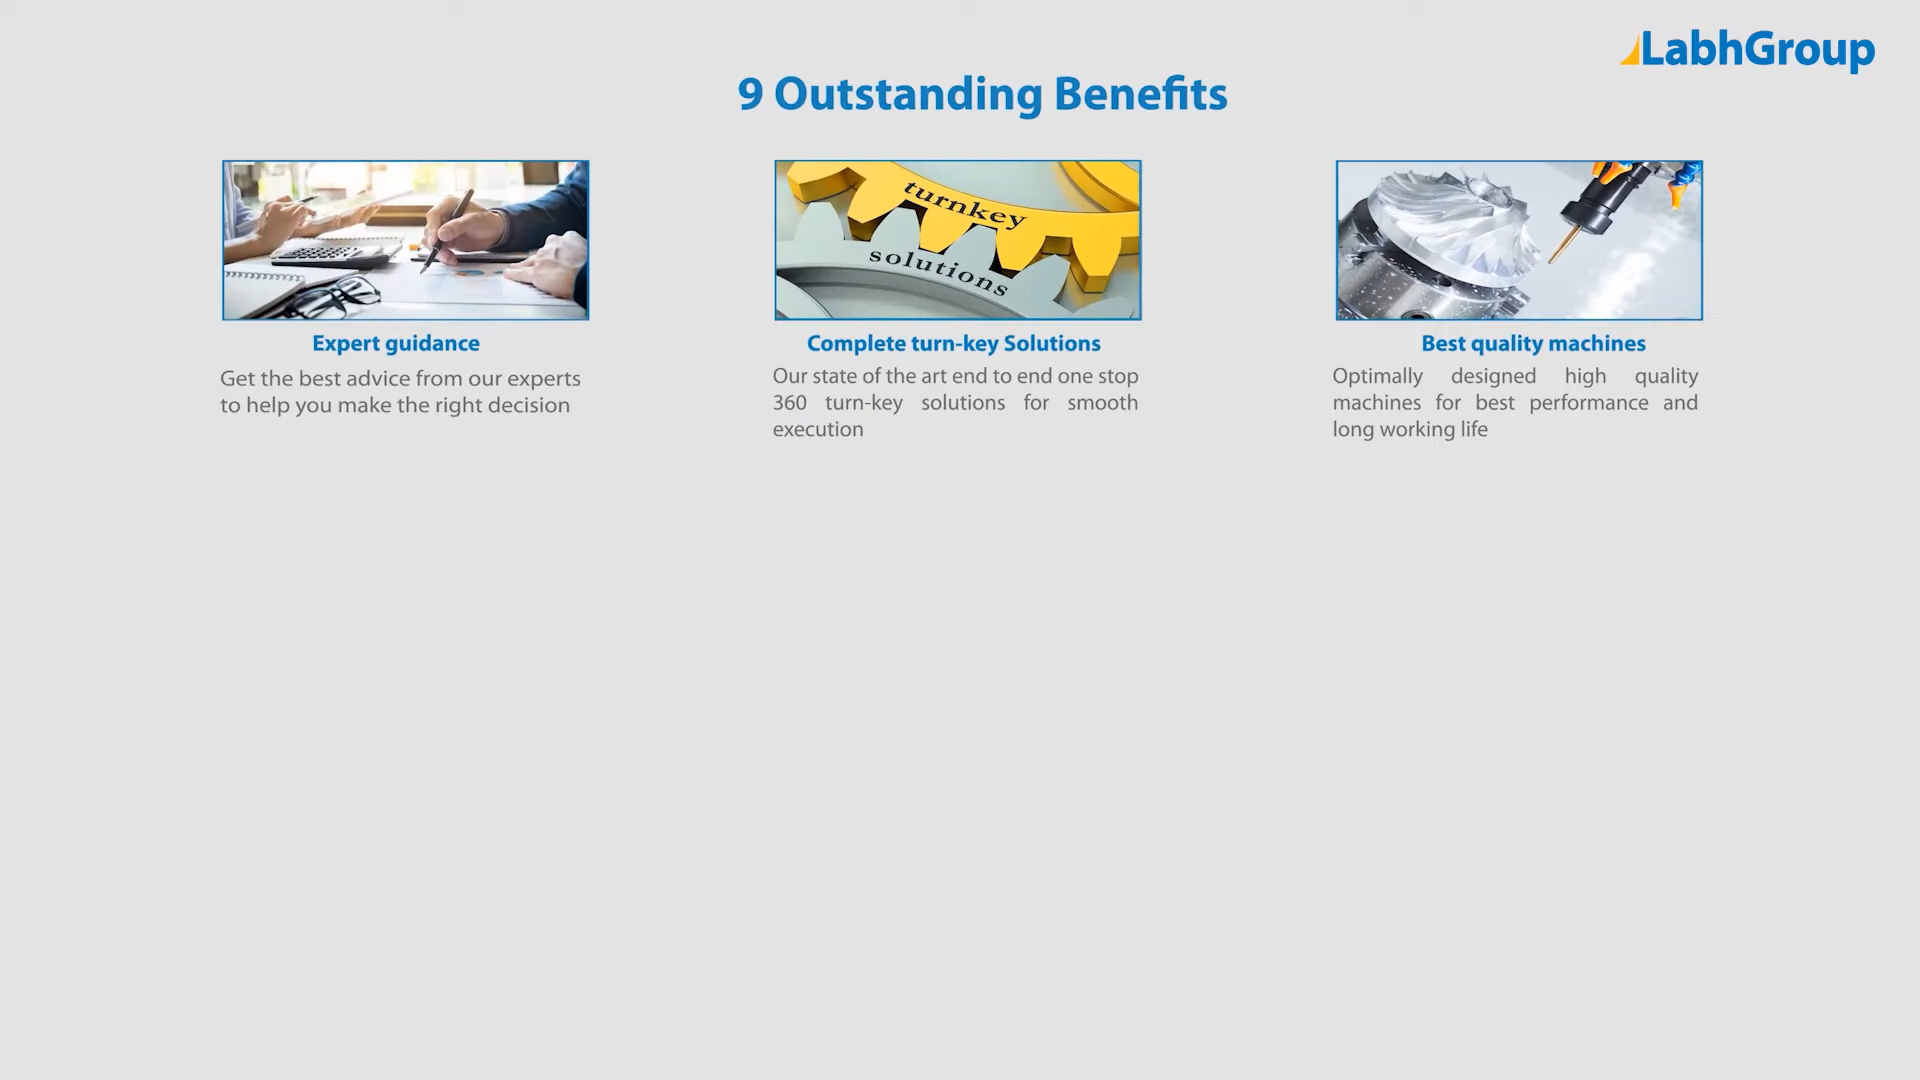 LabhGroup
9 Outstanding Benefits
turnkey
solutions
Expert guidance
Get the best advice from our experts
to help you make the right decision
Complete turn-key Solutions
Our state of the art end to end one stop
360 turn-key solutions for smooth
execution
Best quality machines
Optimally designed high quality
machines for best performance and
long working life